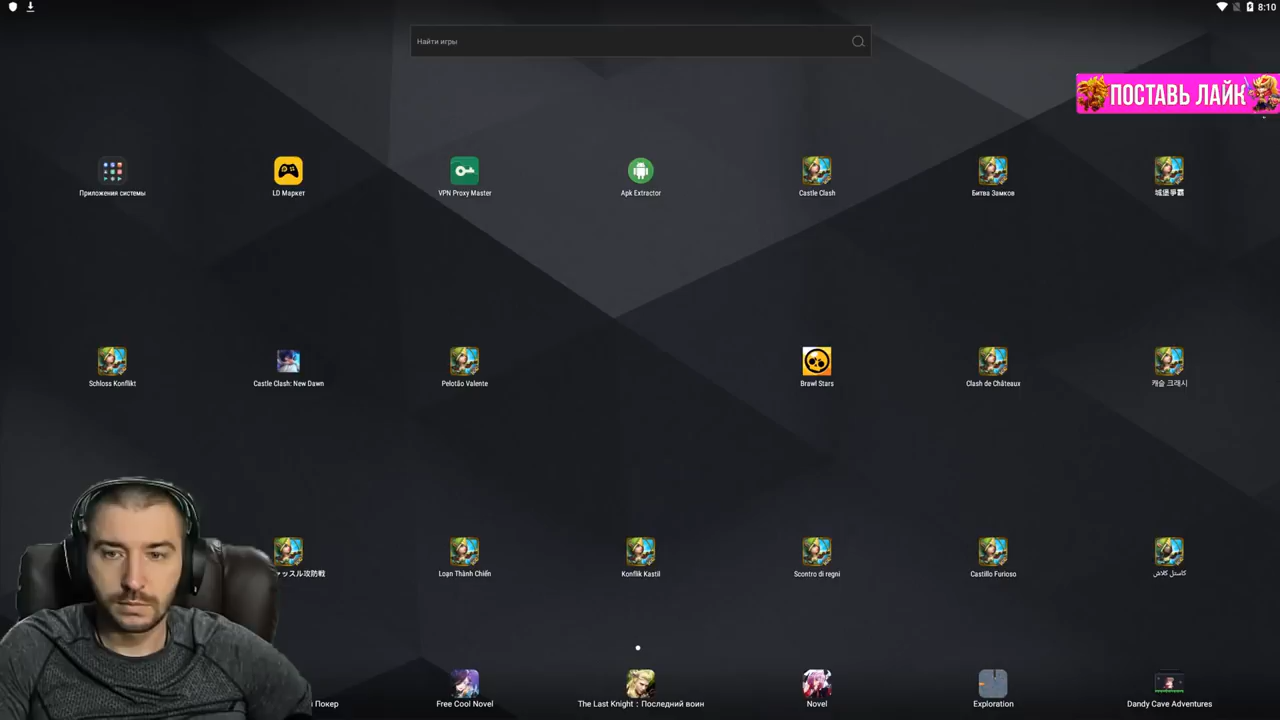 8:10
Найти игры
ПОСТАВЬ ЛАЙК
Приложения системы
LD Маркет
VPN Proxy Master
Apk Extractor
Castle Clash
Битва Замков
城堡爭霸
Schloss Konflikt
Castle Clash: New Dawn
Pelotão Valente
Brawl Stars
Clash de Châteaux
캐슬 크래시
ャッスル攻防戦
Loạn Thành Chiến
Konflik Kastil
Scontro di regni
Castillo Furioso
كاستل كلاش
Покер
Free Cool Novel
The Last Knight : Последний воин
Novel
Exploration
Dandy Cave Adventures